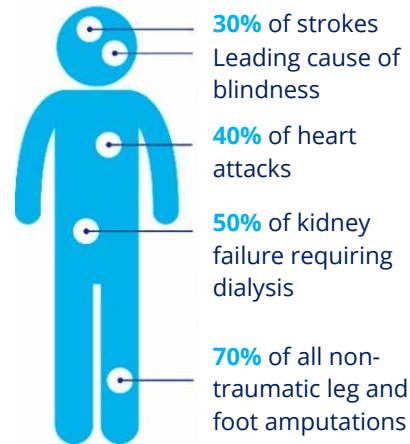 30% of strokes
Leading cause of
blindness
40% of heart
attacks
50% of kidney
failure requiring
dialysis
70% of all non-
traumatic leg and
foot amputations